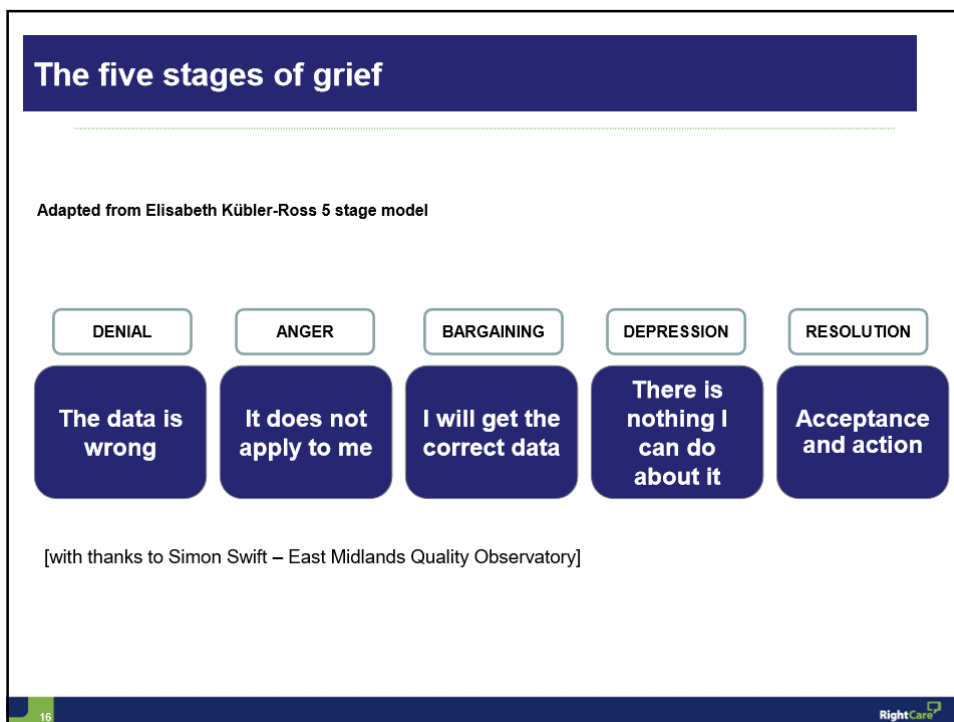 The five stages of grief
Adapted from Elisabeth Kübler-Ross 5 stage model
DENIAL
ANGER
BARGAINING
DEPRESSION
RESOLUTION
The data is
wrong
It does not
apply to me
I will get the
correct data
There is
nothing I
can do
about it
Acceptance
and action
[with thanks to Simon Swift – East Midlands Quality Observatory]
16
RightCare